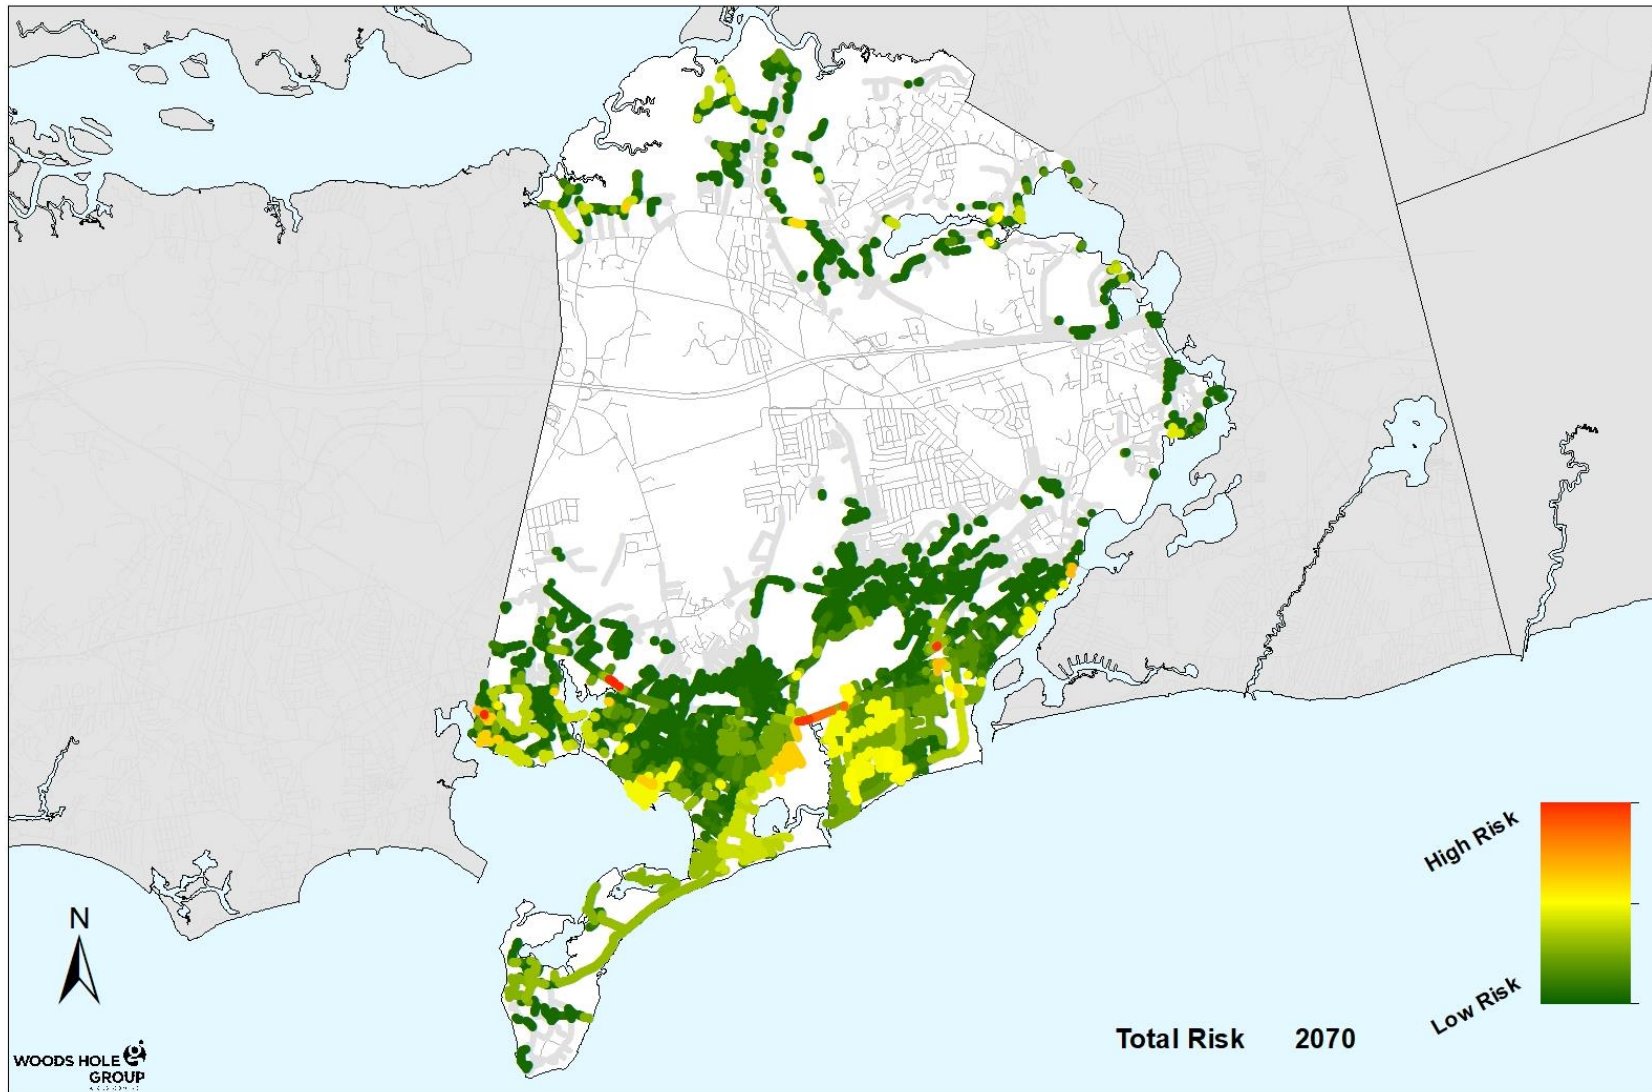 High Risk
Low Risk
N
Total Risk 2070
WOODS HOLE
GROUP